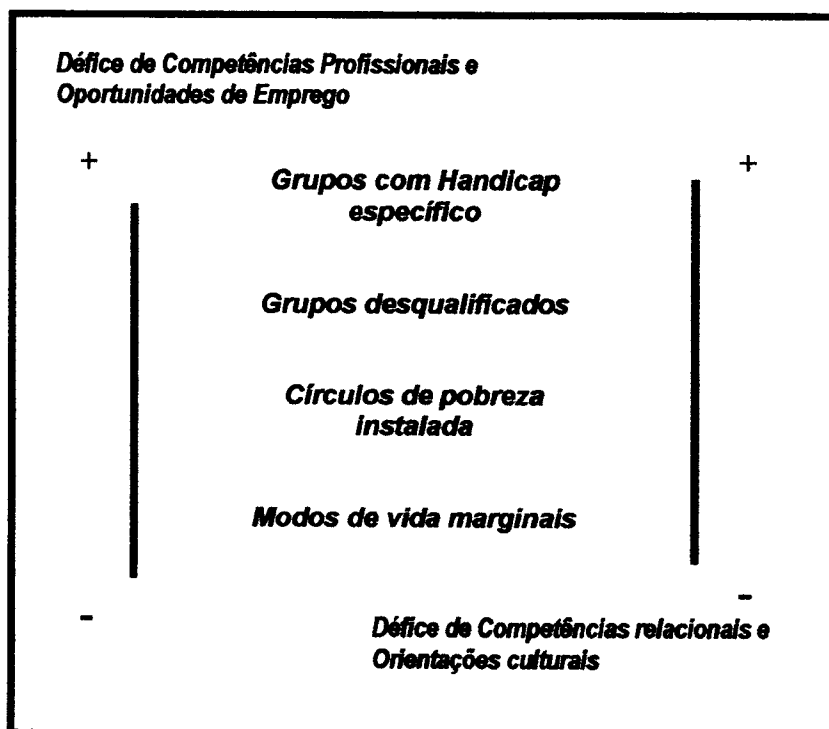 Défice de Competências Profissionais e
Oportunidades de Emprego
+
+
Grupos com Handicap
específico
Grupos desqualificados
Círculos de pobreza
instalada
Modos de vida marginais
-
-
Défice de Competências relacionais e
Orientações culturais